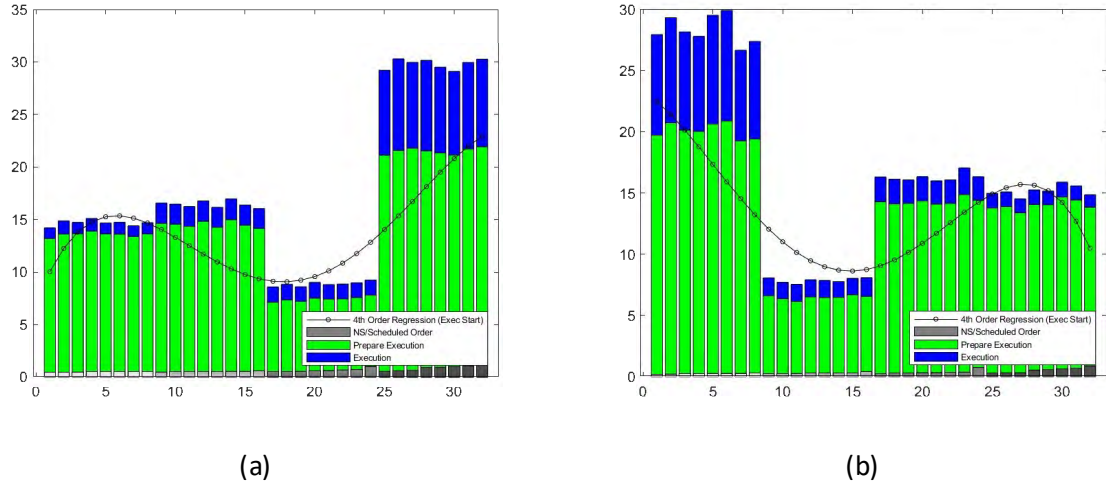 35
30
25
20
15
10
5
0
0 5 10 15 20 25 30
4th Order Regression (Exec Start)
NS/Scheduled Order
Prepare Execution
Execution
(a)
30
25
20
15
10
5
0
0 5 10 15 20 25 30
4th Order Regression (Exec Start)
NS/Scheduled Order
Prepare Execution
Execution
(b)